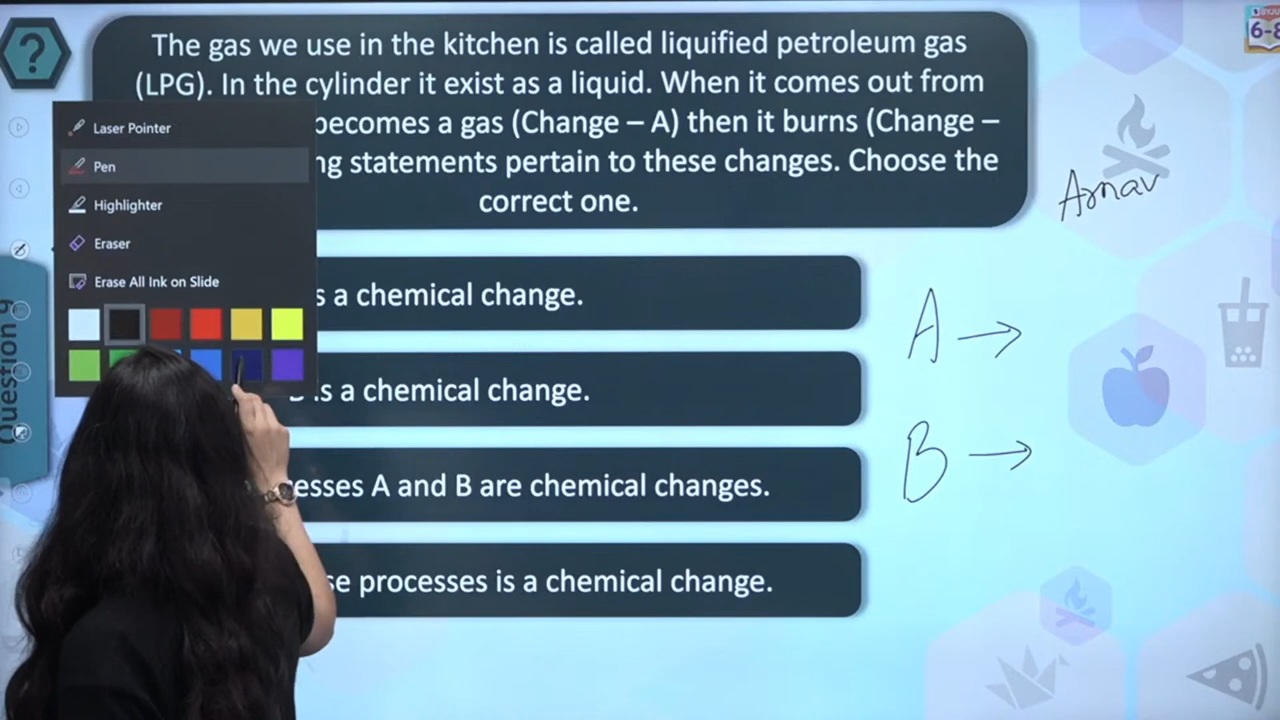 The gas we use in the kitchen is called liquified petroleum gas
(LPG). In the cylinder it exist as a liquid. When it comes out from
becomes a gas (Change – A) then it burns (Change –
statements pertain to these changes. Choose the
correct one.
Laser Pointer
Pen
Highlighter
Eraser
Erase All Ink on Slide
s a chemical change.
is a chemical change.
esses A and B are chemical changes.
se processes is a chemical change.
Arnav
A →
B →
Question
BYJU
6-8